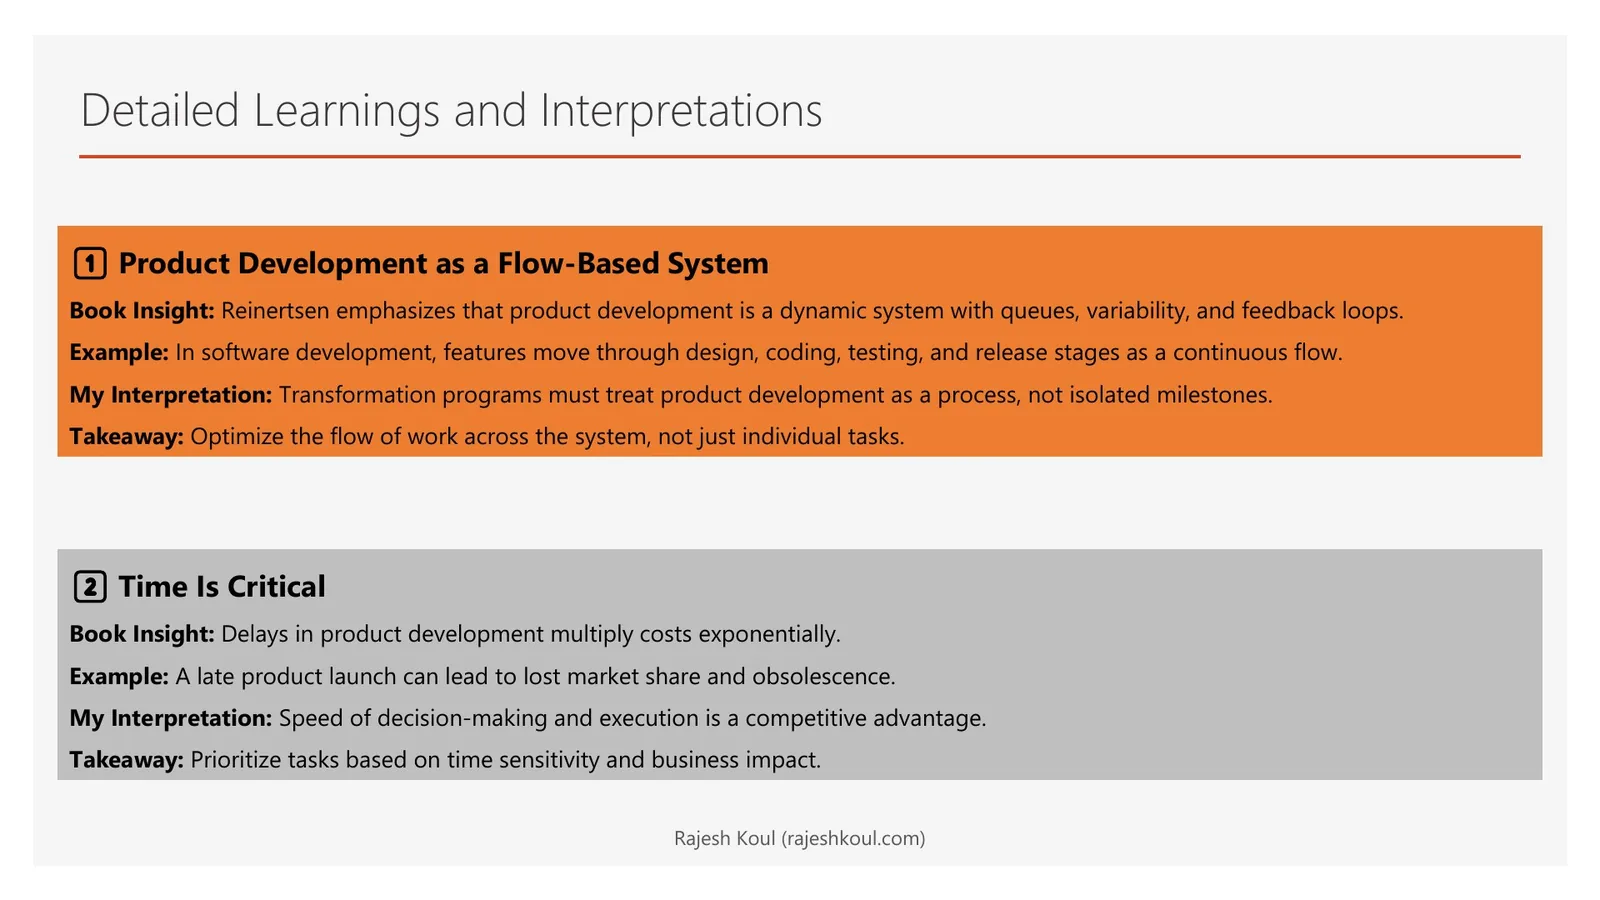 Detailed Learnings and Interpretations
1 Product Development as a Flow-Based System
Book Insight: Reinertsen emphasizes that product development is a dynamic system with queues, variability, and feedback loops.
Example: In software development, features move through design, coding, testing, and release stages as a continuous flow.
My Interpretation: Transformation programs must treat product development as a process, not isolated milestones.
Takeaway: Optimize the flow of work across the system, not just individual tasks.
2 Time Is Critical
Book Insight: Delays in product development multiply costs exponentially.
Example: A late product launch can lead to lost market share and obsolescence.
My Interpretation: Speed of decision-making and execution is a competitive advantage.
Takeaway: Prioritize tasks based on time sensitivity and business impact.
Rajesh Koul (rajeshkoul.com)